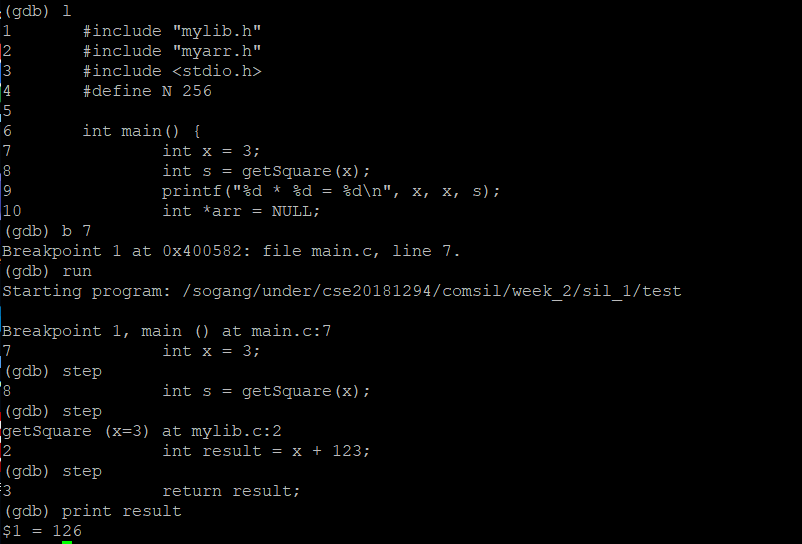 (gdb) l
1 #include "mylib.h"
2 #include "myarr.h"
3 #include <stdio.h>
4 #define N 256
5
6 int main() {
7 int x = 3;
8 int s = getSquare(x);
9 printf("%d * %d = %d\n", x, x, s);
10 int *arr = NULL;
(gdb) b 7
Breakpoint 1 at 0x400582: file main.c, line 7.
(gdb) run
Starting program: /sogang/under/cse20181294/comsil/week_2/sil_1/test
Breakpoint 1, main () at main.c:7
7 int x = 3;
(gdb) step
8 int s = getSquare(x);
(gdb) step
getSquare (x=3) at mylib.c:2
2 int result = x + 123;
(gdb) step
3 return result;
(gdb) print result
$1 = 126